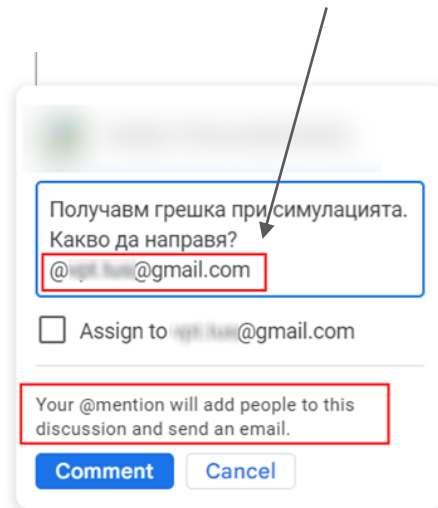 Получавм грешка при симулацията.
Какво да направя?
@ @gmail.com
Assign to @gmail.com
Your @mention will add people to this
discussion and send an email.
Comment Cancel